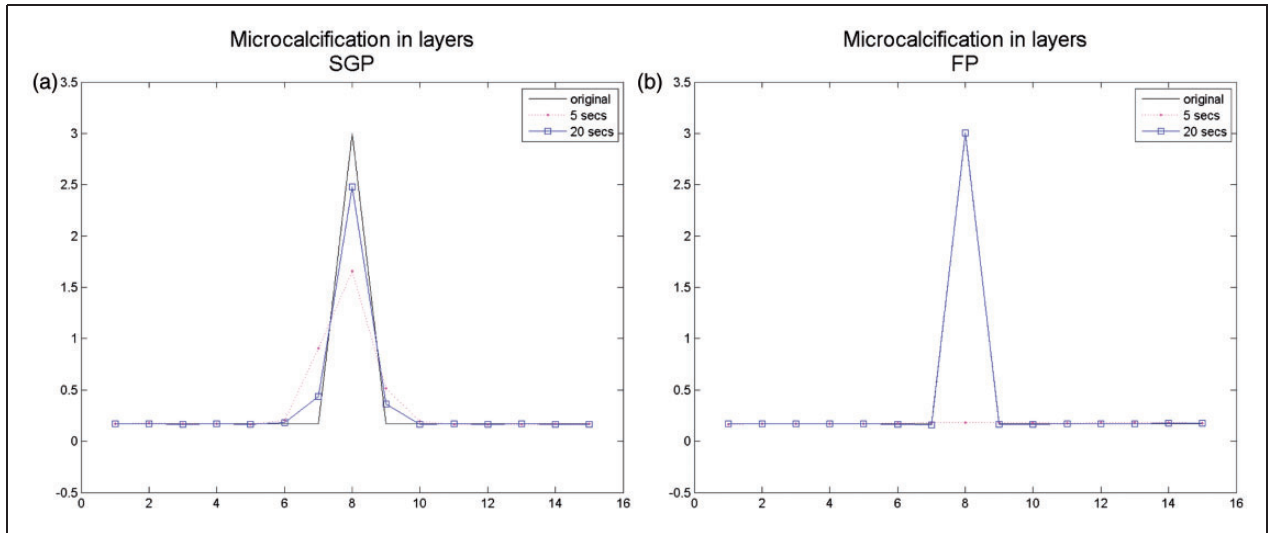 (a)
Microcalcification in layers
SGP
original
5 secs
20 secs
3.5
3
2.5
2
1.5
1
0.5
0
-0.5
0 2 4 6 8 10 12 14 16
(b)
Microcalcification in layers
FP
original
5 secs
20 secs
3.5
3
2.5
2
1.5
1
0.5
0
-0.5
0 2 4 6 8 10 12 14 16